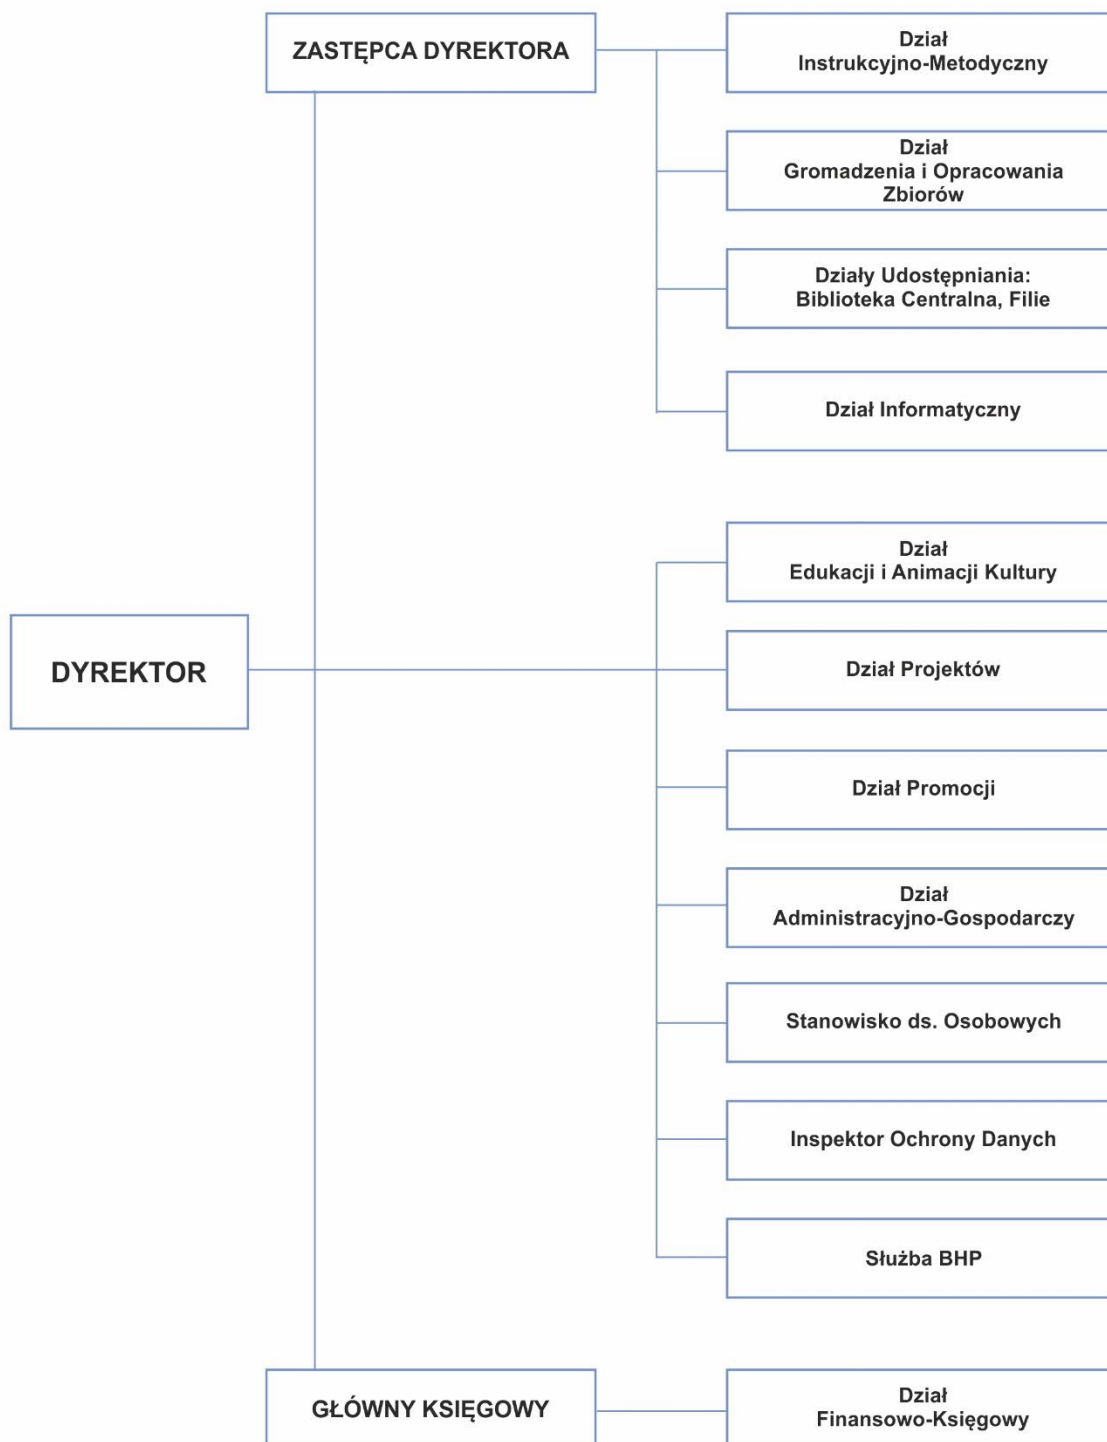 ZASTĘPCA DYREKTORA
Dział
Instrukcyjno-Metodyczny
Dział
Gromadzenia i Opracowania
Zbiorów
Działy Udostępniania:
Biblioteka Centralna, Filie
Dział Informatyczny
Dział
Edukacji i Animacji Kultury
DYREKTOR
Dział Projektów
Dział Promocji
Dział
Administracyjno-Gospodarczy
Stanowisko ds. Osobowych
Inspektor Ochrony Danych
Służba BHP
GŁÓWNY KSIĘGOWY
Dział
Finansowo-Księgowy